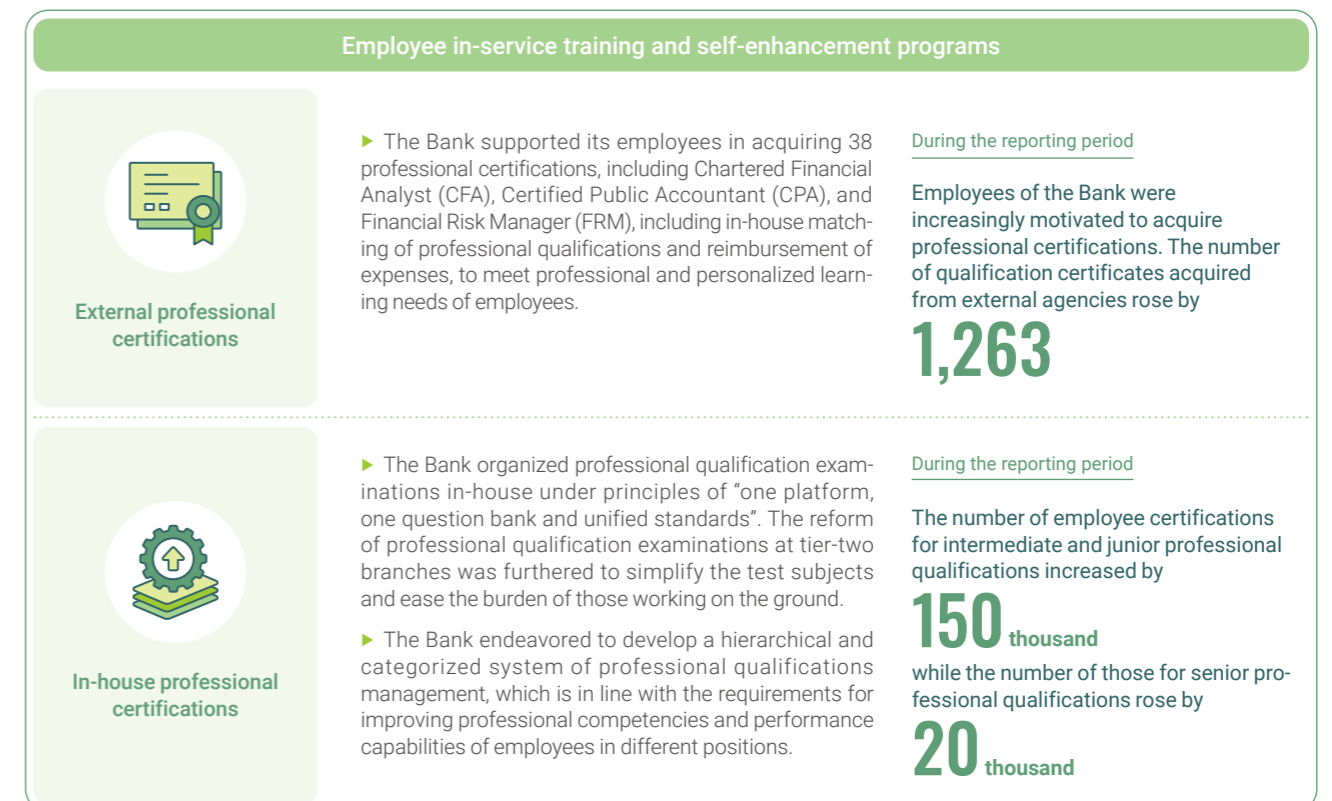 Employee in-service training and self-enhancement programs
External professional
certifications
▶ The Bank supported its employees in acquiring 38
professional certifications, including Chartered Financial
Analyst (CFA), Certified Public Accountant (CPA), and
Financial Risk Manager (FRM), including in-house match-
ing of professional qualifications and reimbursement of
expenses, to meet professional and personalized learn-
ing needs of employees.
During the reporting period
Employees of the Bank were
increasingly motivated to acquire
professional certifications. The number
of qualification certificates acquired
from external agencies rose by
1,263
In-house professional
certifications
▶ The Bank organized professional qualification exam-
inations in-house under principles of “one platform,
one question bank and unified standards”. The reform
of professional qualification examinations at tier-two
branches was furthered to simplify the test subjects
and ease the burden of those working on the ground.
▶ The Bank endeavored to develop a hierarchical and
categorized system of professional qualifications
management, which is in line with the requirements for
improving professional competencies and performance
capabilities of employees in different positions.
During the reporting period
The number of employee certifications
for intermediate and junior professional
qualifications increased by
150 thousand
while the number of those for senior pro-
fessional qualifications rose by
20 thousand